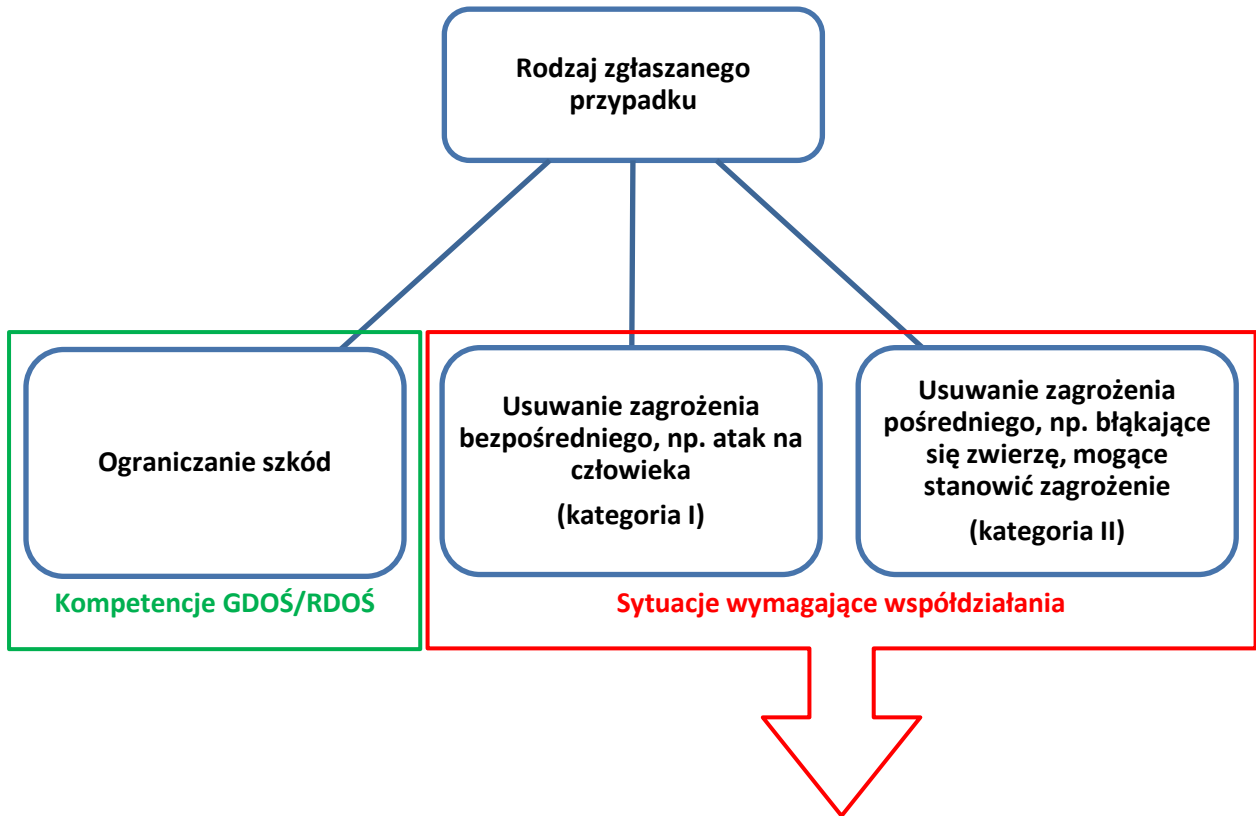 Rodzaj zgłaszanego
przypadku
Ograniczanie szkód
Usuwanie zagrożenia
bezpośredniego, np. atak na
człowieka
(kategoria I)
Usuwanie zagrożenia
pośredniego, np. błąkające
się zwierzę, mogące
stanowić zagrożenie
(kategoria II)
Kompetencje GDOŚ/RDOŚ
Sytuacje wymagające współdziałania